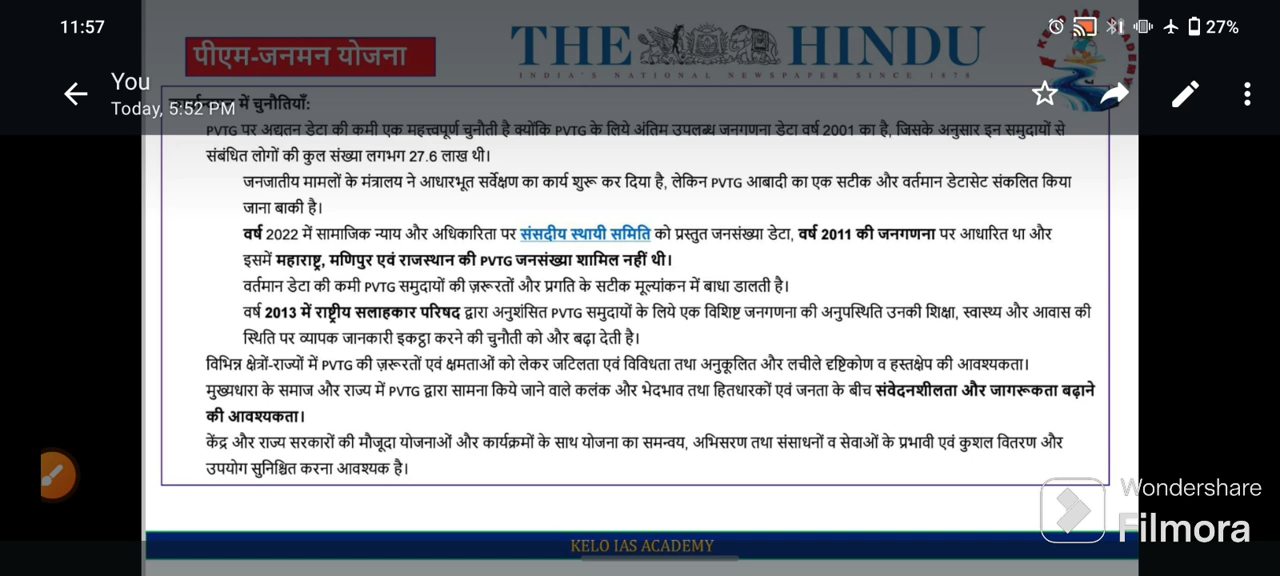 11:57
27%
You
Today, 5:52 PM
पीएम-जनमन योजना
THE HINDU
INDIA'S NATIONAL NEWSPAPER SINCE 1878
में चुनौतियाँ:
PVTG पर अद्यतन डेटा की कमी एक महत्त्वपूर्ण चुनौती है क्योंकि PVTG के लिये अंतिम उपलब्ध जनगणना डेटा वर्ष 2001 का है, जिसके अनुसार इन समुदायों से
संबंधित लोगों की कुल संख्या लगभग 27.6 लाख थी।
जनजातीय मामलों के मंत्रालय ने आधारभूत सर्वेक्षण का कार्य शुरू कर दिया है, लेकिन PVTG आबादी का एक सटीक और वर्तमान डेटासेट संकलित किया
जाना बाकी है।
वर्ष 2022 में सामाजिक न्याय और अधिकारिता पर संसदीय स्थायी समिति को प्रस्तुत जनसंख्या डेटा, वर्ष 2011 की जनगणना पर आधारित था और
इसमें महाराष्ट्र, मणिपुर एवं राजस्थान की PVTG जनसंख्या शामिल नहीं थी।
वर्तमान डेटा की कमी PVTG समुदायों की ज़रूरतों और प्रगति के सटीक मूल्यांकन में बाधा डालती है।
वर्ष 2013 में राष्ट्रीय सलाहकार परिषद द्वारा अनुशंसित PVTG समुदायों के लिये एक विशिष्ट जनगणना की अनुपस्थिति उनकी शिक्षा, स्वास्थ्य और आवास की
स्थिति पर व्यापक जानकारी इकट्ठा करने की चुनौती को और बढ़ा देती है।
विभिन्न क्षेत्रों-राज्यों में PVTG की ज़रूरतों एवं क्षमताओं को लेकर जटिलता एवं विविधता तथा अनुकूलित और लचीले दृष्टिकोण व हस्तक्षेप की आवश्यकता।
मुख्यधारा के समाज और राज्य में PVTG द्वारा सामना किये जाने वाले कलंक और भेदभाव तथा हितधारकों एवं जनता के बीच संवेदनशीलता और जागरूकता बढ़ाने
की आवश्यकता।
केंद्र और राज्य सरकारों की मौजूदा योजनाओं और कार्यक्रमों के साथ योजना का समन्वय, अभिसरण तथा संसाधनों व सेवाओं के प्रभावी एवं कुशल वितरण और
उपयोग सुनिश्चित करना आवश्यक है।
Wondershare
Filmora
KELO IAS ACADEMY